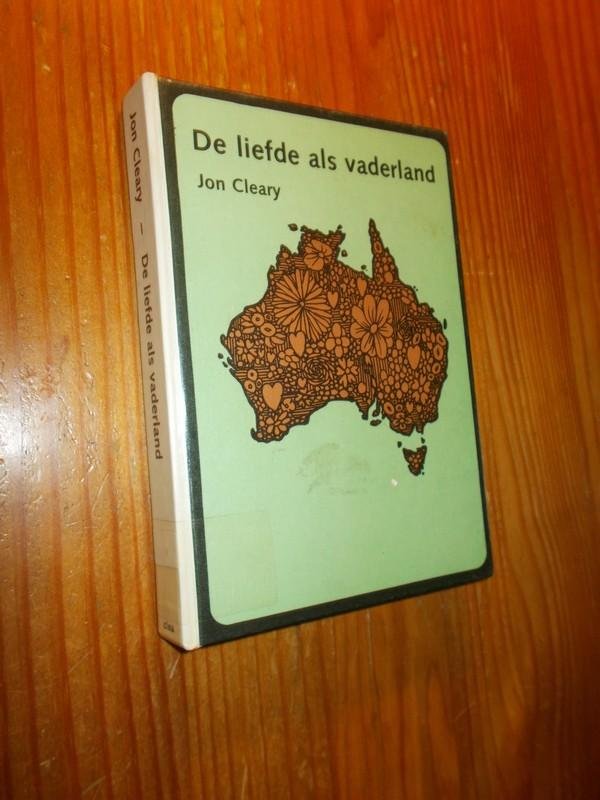 De liefde als vaderland
Jon Cleary
Jon Cleary – De liefde als vaderland